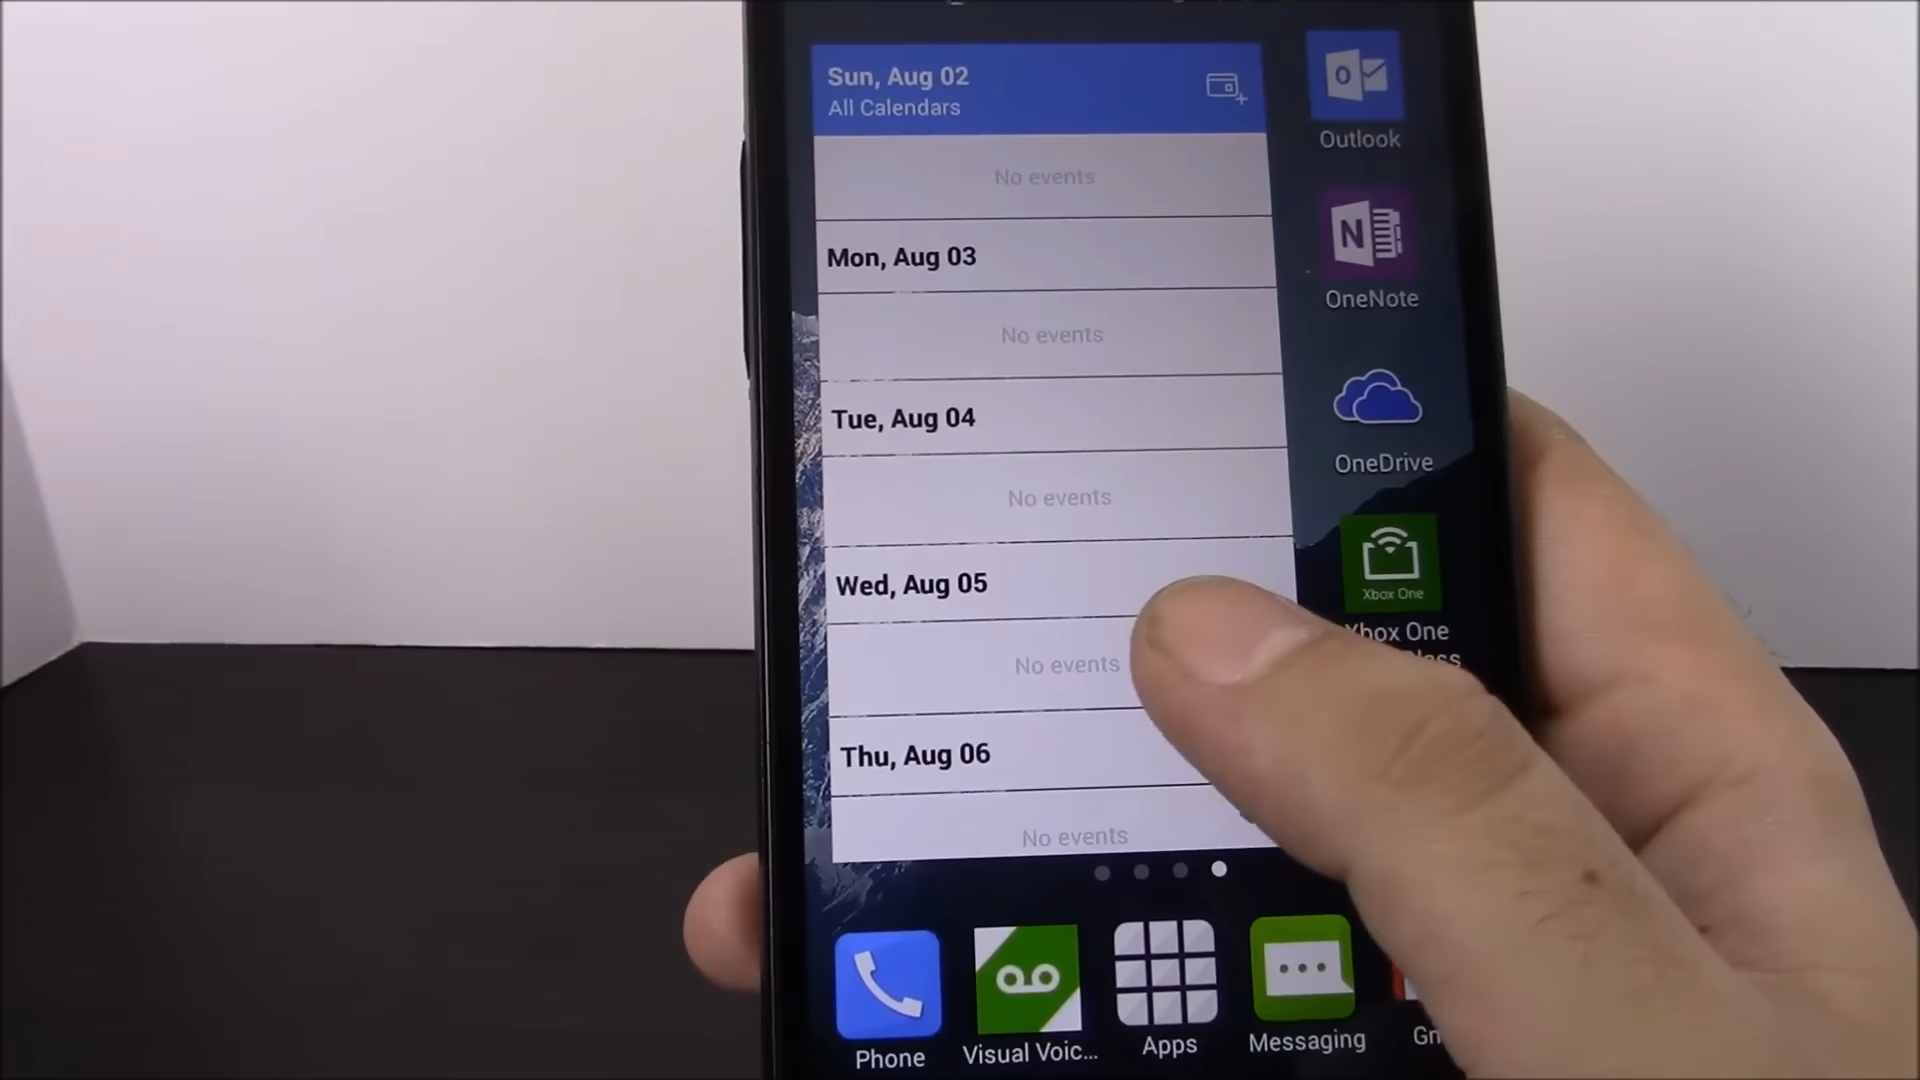 Sun, Aug 02
All Calendars
No events
Mon, Aug 03
No events
Tue, Aug 04
No events
Wed, Aug 05
No events
Thu, Aug 06
No events
O
Outlook
N
OneNote
OneDrive
Xbox One
Xbox One
Phone
Visual Voic...
Apps
Messaging